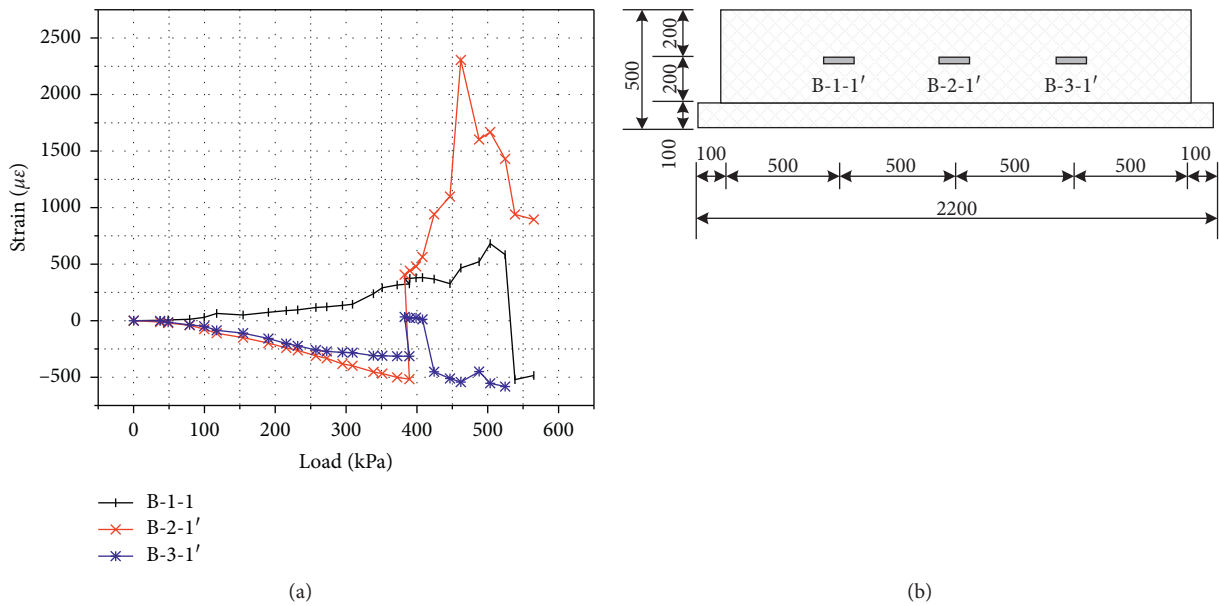 2500
2000
1500
1000
500
0
−500
Strain (με)
0 100 200 300 400 500 600
Load (kPa)
B-1-1
B-2-1′
B-3-1′
(a)
500
200
200
100
B-1-1′ B-2-1′ B-3-1′
100 500 500 500 500 100
2200
(b)